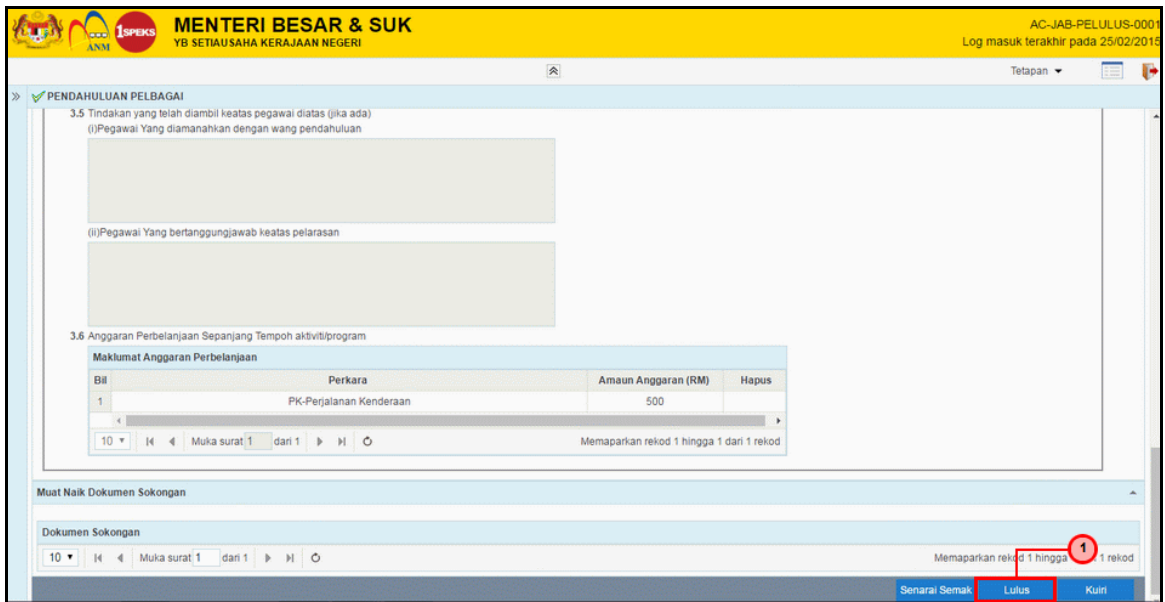 ANM
1SPEKS
MENTERI BESAR & SUK
YB SETIAUSAHA KERAJAAN NEGERI
AC-JAB-PELULUS-0001
Log masuk terakhir pada 25/02/2015
Tetapan
PENDAHULUAN PELBAGAI
3.5 Tindakan yang telah diambil keatas pegawai diatas (jika ada)
(i)Pegawai Yang diamanahkan dengan wang pendahuluan
(ii)Pegawai Yang bertanggungjawab keatas pelarasan
3.6 Anggaran Perbelanjaan Sepanjang Tempoh aktiviti/program
Maklumat Anggaran Perbelanjaan
Bil Perkara Amaun Anggaran (RM) Hapus
1 PK-Perjalanan Kenderaan 500
10 Muka surat 1 dari 1 Memaparkan rekod 1 hingga 1 dari 1 rekod
Muat Naik Dokumen Sokongan
Dokumen Sokongan
10 Muka surat 1 dari 1 Memaparkan rekod 1 hingga 1 rekod
1
Senarai Semak Lulus Kuiri